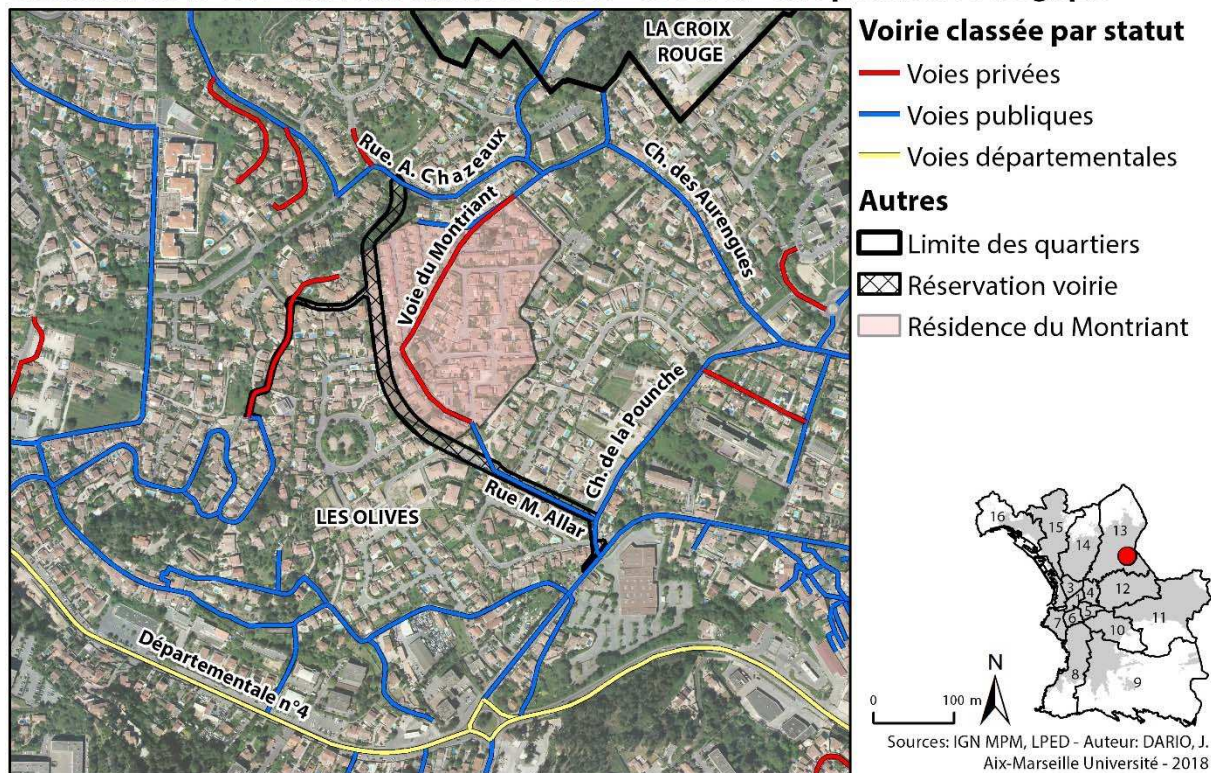 LA CROIX
ROUGE
Rue. A. Chazeaux
Ch. des Aurengues
Voie du Montriant
Ch. de la Pounche
Rue M. Allar
LES OLIVES
Départementale n°4
Voirie classée par statut
Voies privées
Voies publiques
Voies départementales
Autres
Limite des quartiers
Réservation voirie
Résidence du Montriant
16
15
14
13
3
4
12
11
7
6
5
10
8
9
N
0 100 m
Sources: IGN MPM, LPED - Auteur: DARIO, J.
Aix-Marseille Université - 2018